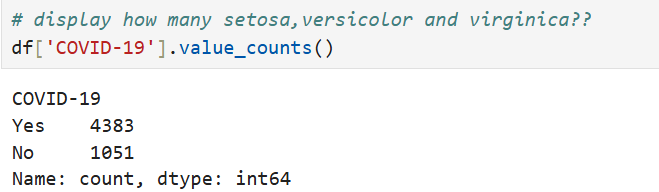 # display how many setosa,versicolor and virginica??
df['COVID-19'].value_counts()
COVID-19
Yes    4383
No     1051
Name: count, dtype: int64